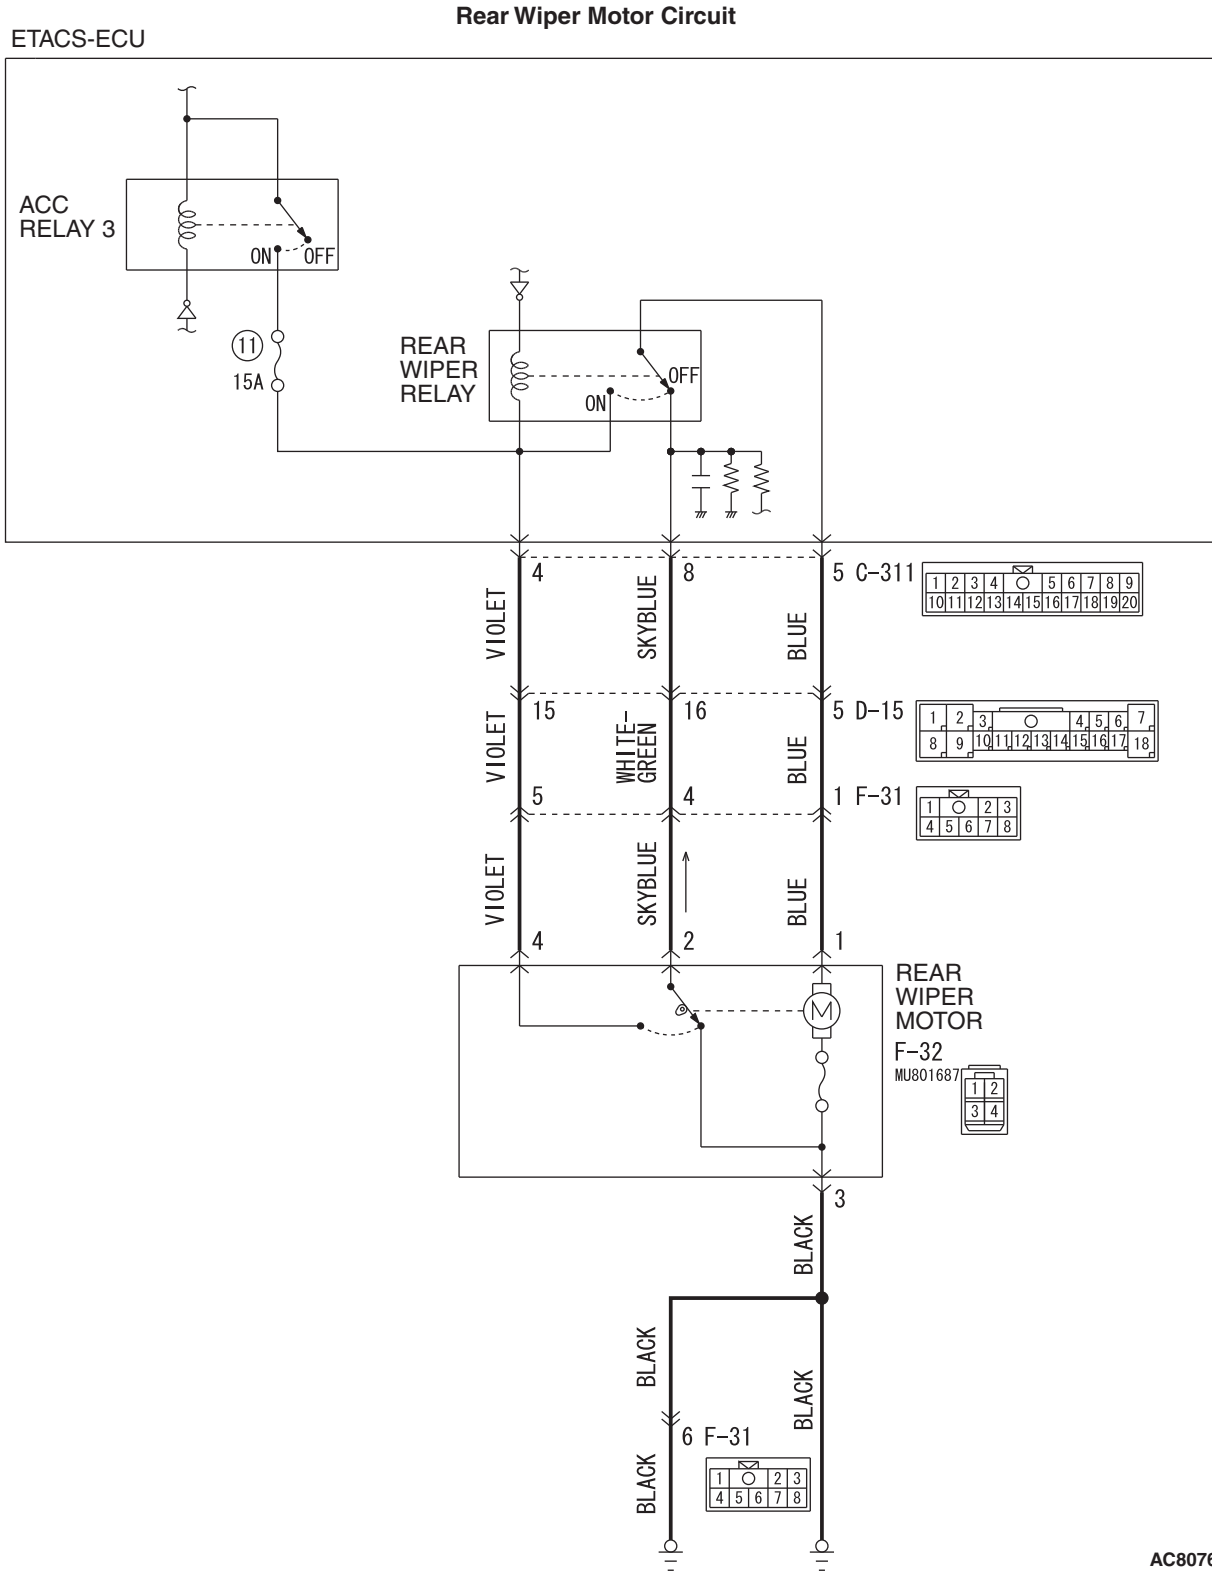 Rear Wiper Motor Circuit
ETACS-ECU
ACC
RELAY 3
ON
OFF
11
15A
REAR
WIPER
RELAY
OFF
ON
4
8
5 C-311
1 2 3 4 5 6 7 8 9
10 11 12 13 14 15 16 17 18 19 20
VIOLET
SKYBLUE
BLUE
15
16
5 D-15
1 2 3 4 5 6 7
8 9 10 11 12 13 14 15 16 17 18
VIOLET
WHITE-
GREEN
BLUE
5
4
1 F-31
1 2 3
4 5 6 7 8
VIOLET
SKYBLUE
BLUE
4
2
1
M
REAR
WIPER
MOTOR
F-32
MU801687
1 2
3 4
3
BLACK
BLACK
BLACK
6 F-31
BLACK
1 2 3
4 5 6 7 8
AC8076